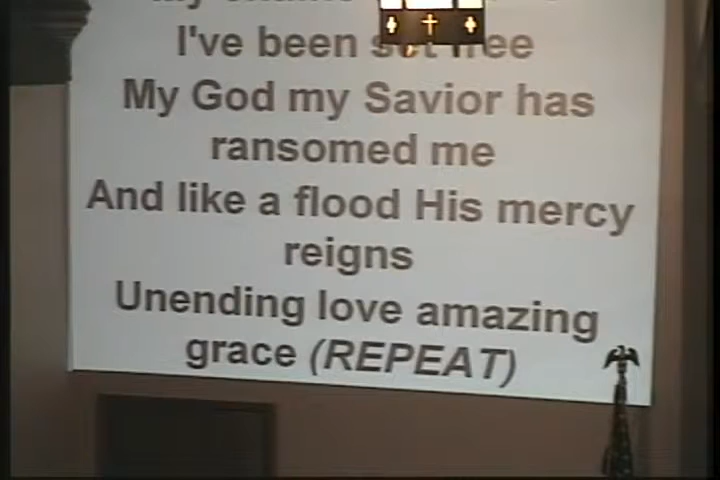 I've been set free
My God my Savior has
ransomed me
And like a flood His mercy
reigns
Unending love amazing
grace (REPEAT)